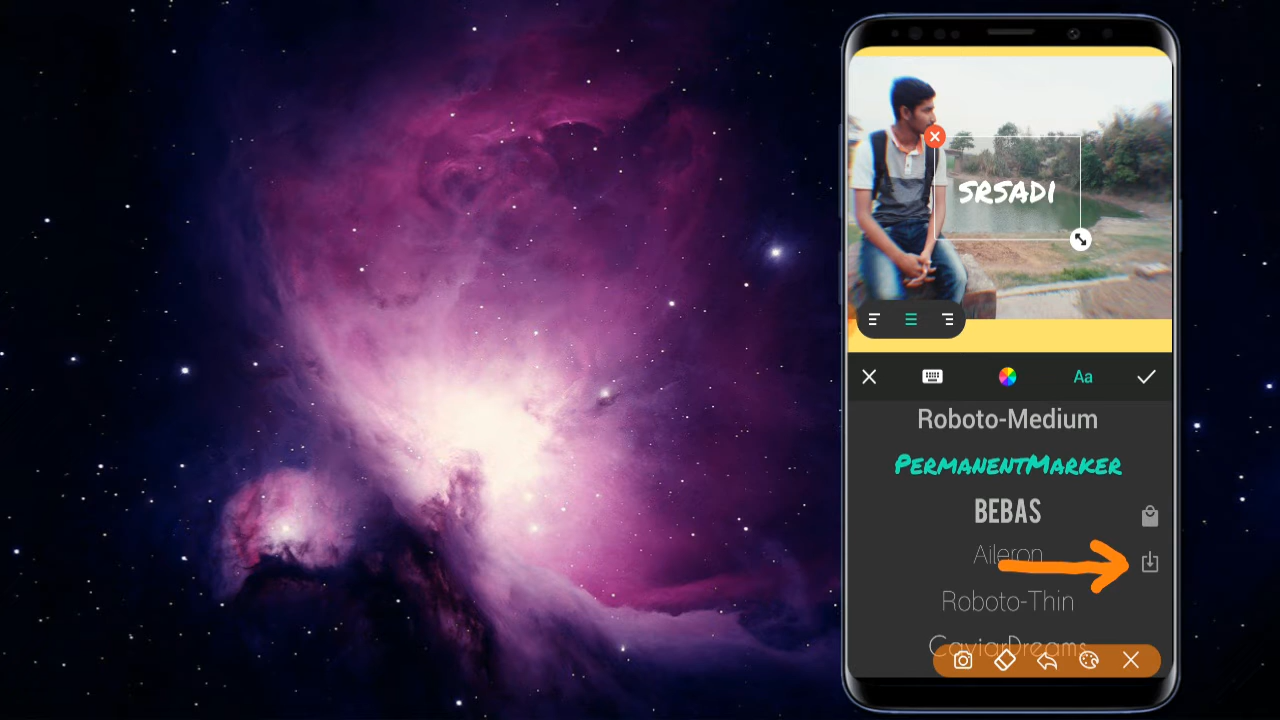 SRSADI
Aa
Roboto-Medium
PERMANENTMARKER
BEBAS
Aileron
Roboto-Thin
CaviarDreams